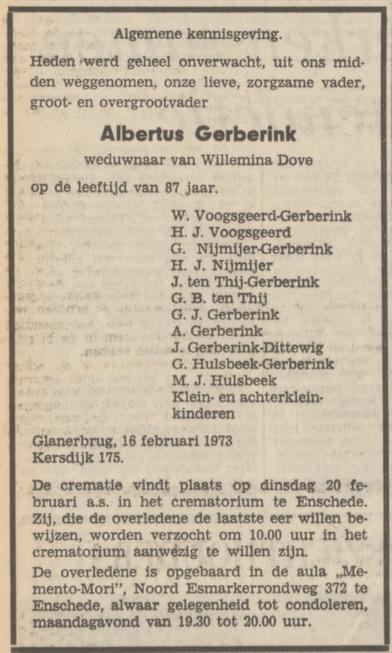 Algemene kennisgeving.
Heden werd geheel onverwacht, uit ons mid-
den weggenomen, onze lieve, zorgzame vader,
groot- en overgrootvader
Albertus Gerberink
weduwnaar van Willemina Dove
op de leeftijd van 87 jaar.
W. Voogsgeerd-Gerberink
H. J. Voogsgeerd
G. Nijmijer-Gerberink
H. J. Nijmijer
J. ten Thij-Gerberink
G. B. ten Thij
G. J. Gerberink
A. Gerberink
J. Gerberink-Dittewig
G. Hulsbeek-Gerberink
M. J. Hulsbeek
Klein- en achterklein-
kinderen
Glanerbrug, 16 februari 1973
Kersdijk 175.
De crematie vindt plaats op dinsdag 20 fe-
bruari a.s. in het crematorium te Enschede.
Zij, die de overledene de laatste eer willen be-
wijzen, worden verzocht om 10.00 uur in het
crematorium aanwezig te willen zijn.
De overledene is opgebaard in de aula „Me-
mento-Mori", Noord Esmarkerrondweg 372 te
Enschede, alwaar gelegenheid tot condoleren,
maandagavond van 19.30 tot 20.00 uur.